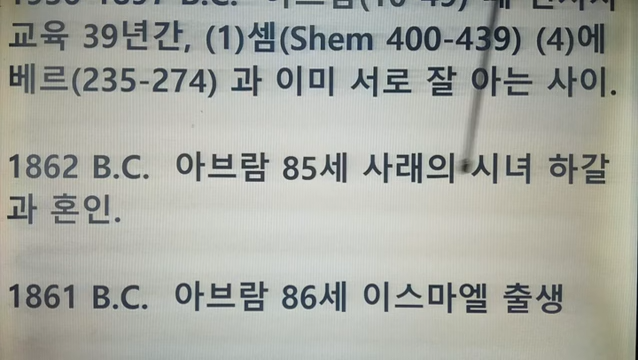 교육 39년간, (1)셈(Shem 400-439) (4)에
베르(235-274) 과 이미 서로 잘 아는 사이.
1862 B.C. 아브람 85세 사래의 시녀 하갈
과 혼인.
1861 B.C. 아브람 86세 이스마엘 출생